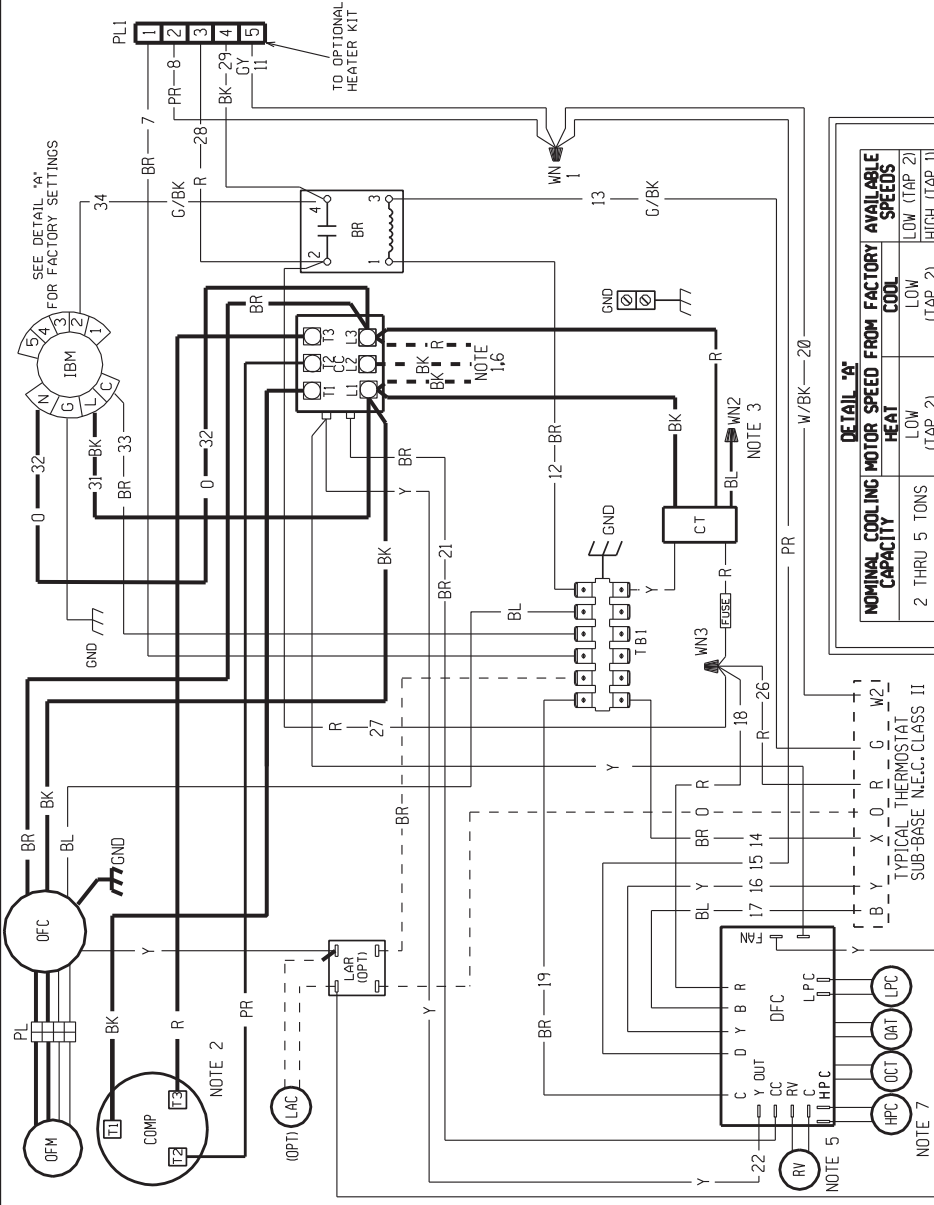 PL1
1
2
3
4
5
TO OPTIONAL
HEATER KIT
BR
7
PR
8
R
28
BK
29
GY
11
SEE DETAIL "A"
FOR FACTORY SETTINGS
34
G/BK
IBM
5
4
3
2
1
N
G
L
C
O
32
31
BK
BR
33
O
32
GND
BR
2
4
BR
1
3
WN
1
13
G/BK
T1
T2
T3
CC
L1
L2
L3
BK
BK
R
NOTE
1,6
GND
R
BK
BL
WN2
NOTE 3
CT
12
BR
BR
Y
21
BR
BK
GND
TB1
Y
R
FUSE
WN3
BL
R
27
26
R
18
R
W/BK
20
PR
DETAIL "A"
NOMINAL COOLING
CAPACITY
MOTOR SPEED FROM FACTORY
HEAT
COOL
AVAILABLE
SPEEDS
2 THRU 5 TONS
LOW
(TAP 2)
LOW
(TAP 2)
LOW (TAP 2)
HIGH (TAP 1)
BR
BK
BL
OFC
GND
PL
OFM
BK
R
PR
Y
COMP
T1
T2
T3
NOTE 2
LAR
(OPT)
(OPT)
LAC
BR
Y
Y
BR
19
O
BR
14
15
Y
16
BL
17
B
Y
X
O
R
G
W2
TYPICAL THERMOSTAT
SUB-BASE N.E.C. CLASS II
DFC
C
D
Y
B
R
FAN
Y OUT
CC
RV
C
HPC
LPC
Y
Y
22
RV
NOTE 5
HPC
OCT
OAT
LPC
NOTE 7